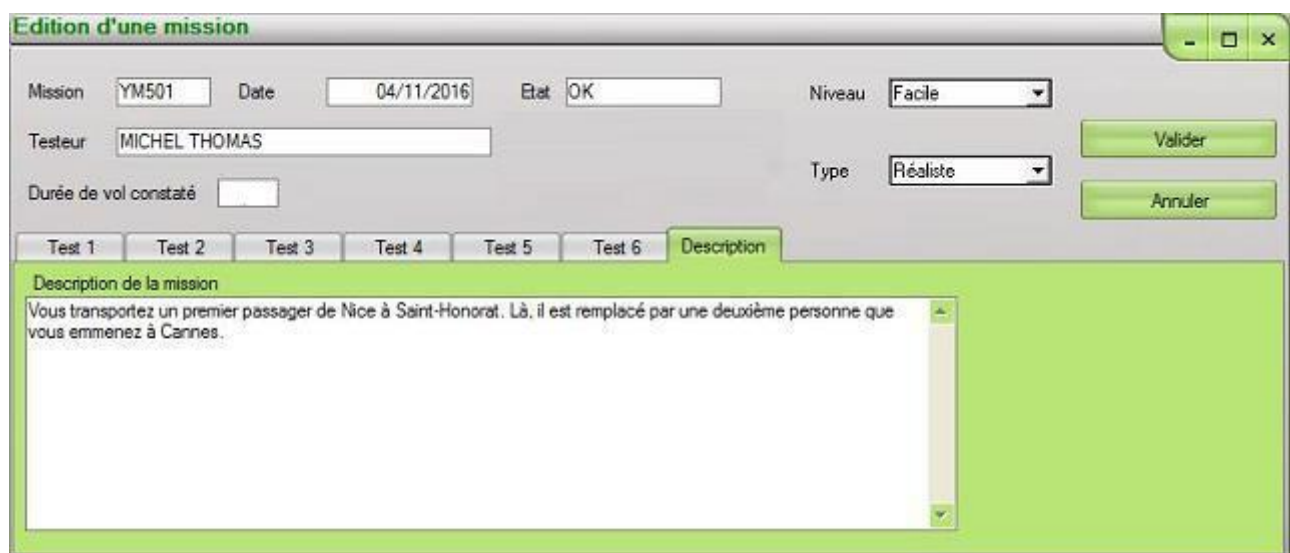 Edition d'une mission
Mission YM501 Date 04/11/2016 Etat OK Niveau Facile
Testeur MICHEL THOMAS Valider
Type Réaliste
Durée de vol constaté Annuler
Test 1 Test 2 Test 3 Test 4 Test 5 Test 6 Description
Description de la mission
Vous transportez un premier passager de Nice à Saint-Honorat. Là, il est remplacé par une deuxième personne que
vous emmenez à Cannes.